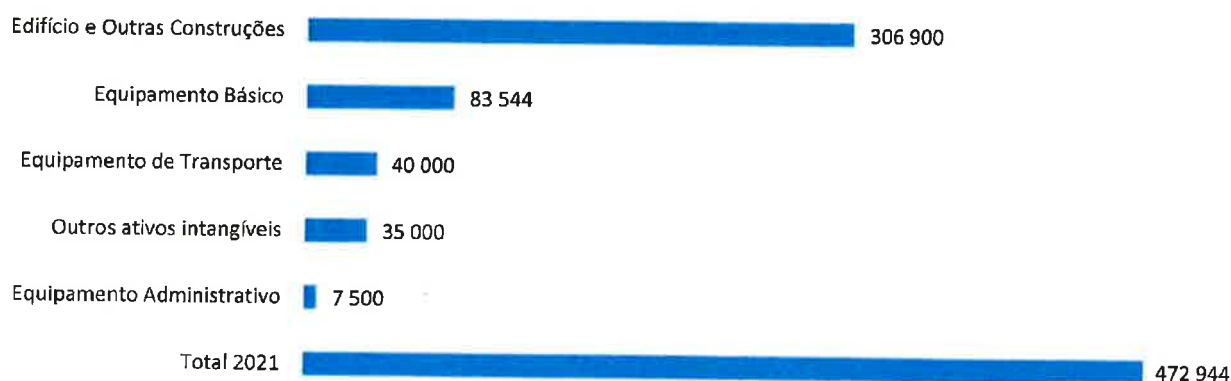 Edifício e Outras Construções 306 900
Equipamento Básico 83 544
Equipamento de Transporte 40 000
Outros ativos intangíveis 35 000
Equipamento Administrativo 7 500
Total 2021 472 944